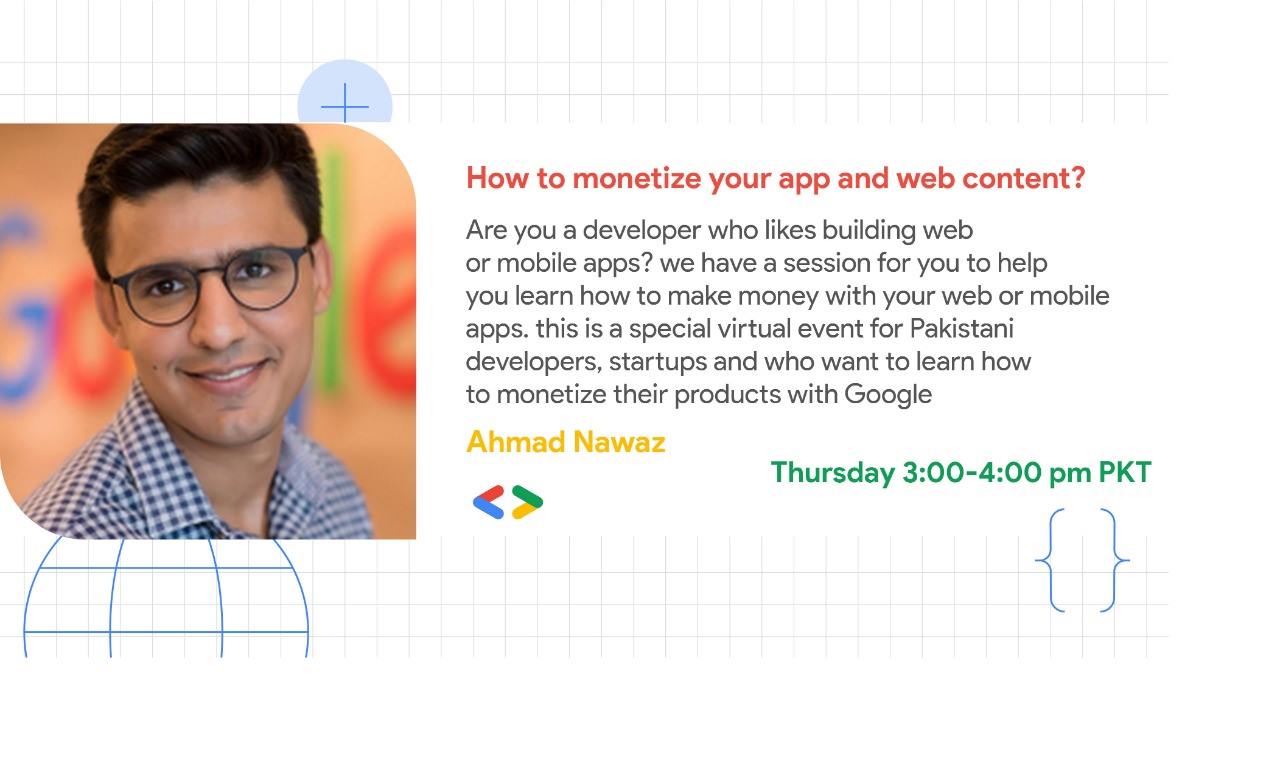 Google
How to monetize your app and web content?
Are you a developer who likes building web
or mobile apps? we have a session for you to help
you learn how to make money with your web or mobile
apps. this is a special virtual event for Pakistani
developers, startups and who want to learn how
to monetize their products with Google
Ahmad Nawaz
Thursday 3:00-4:00 pm PKT